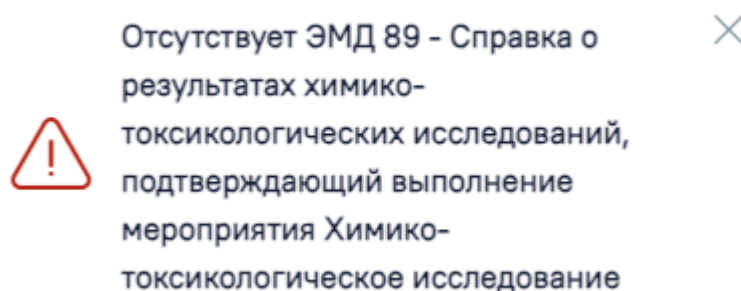 Отсутствует ЭМД 89 - Справка о
результатах химико-
токсикологических исследований,
подтверждающий выполнение
мероприятия Химико-
токсикологическое исследование